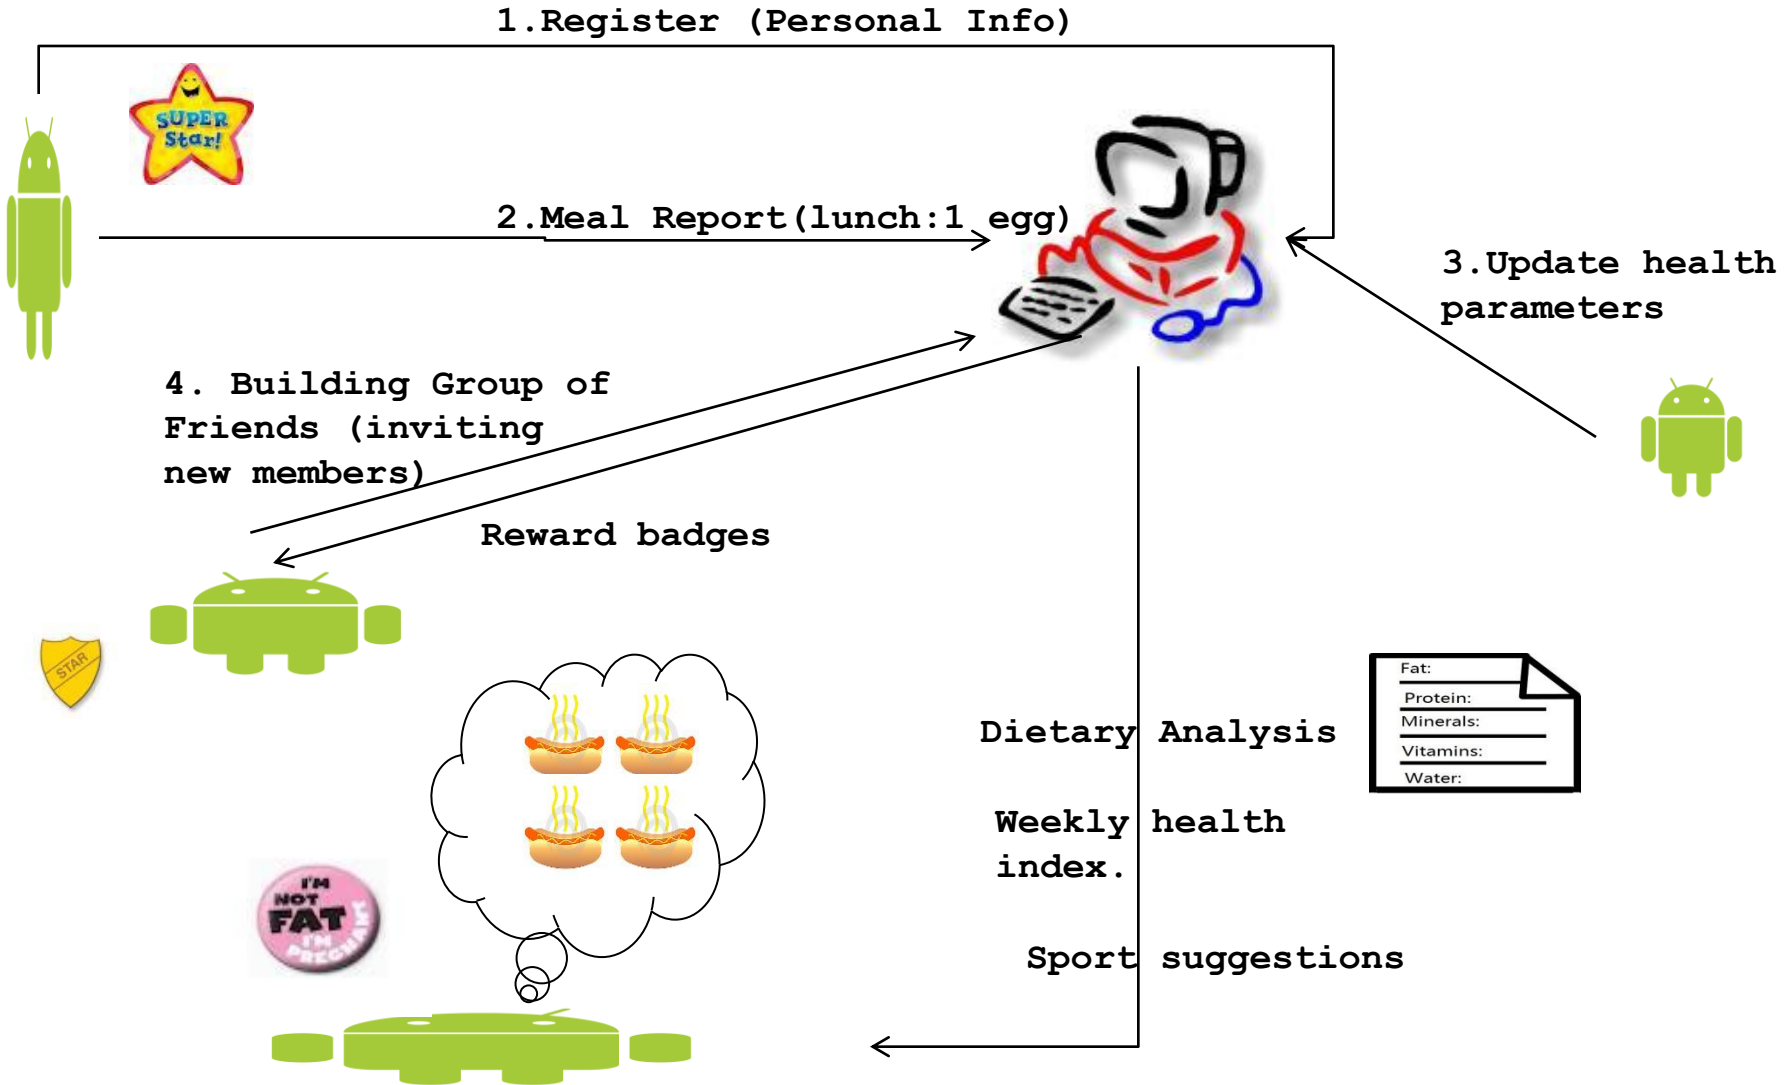 1.Register (Personal Info)
SUPER
Star!
2.Meal Report(lunch:1 egg)
3.Update health
parameters
4. Building Group of
Friends (inviting
new members)
Reward badges
STAR
Fat:
Protein:
Minerals:
Vitamins:
Water:
Dietary Analysis
Weekly health
index.
I'M
NOT
FAT
I'M
PREGNANT
Sport suggestions